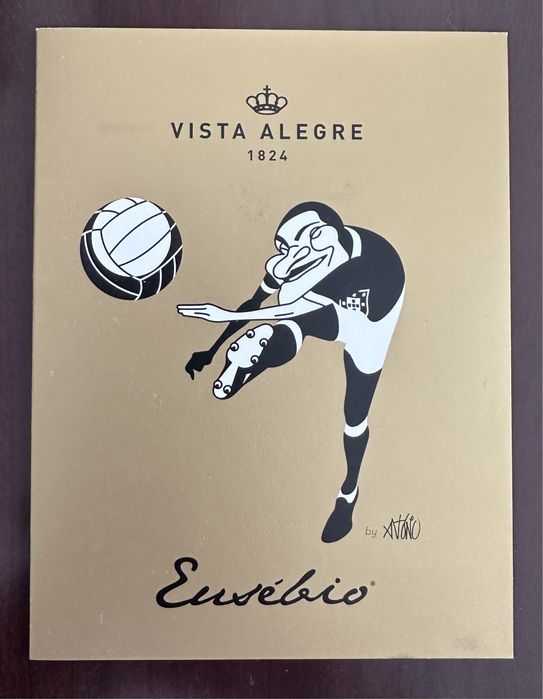 VISTA ALEGRE
1824
by António
Eusébio®